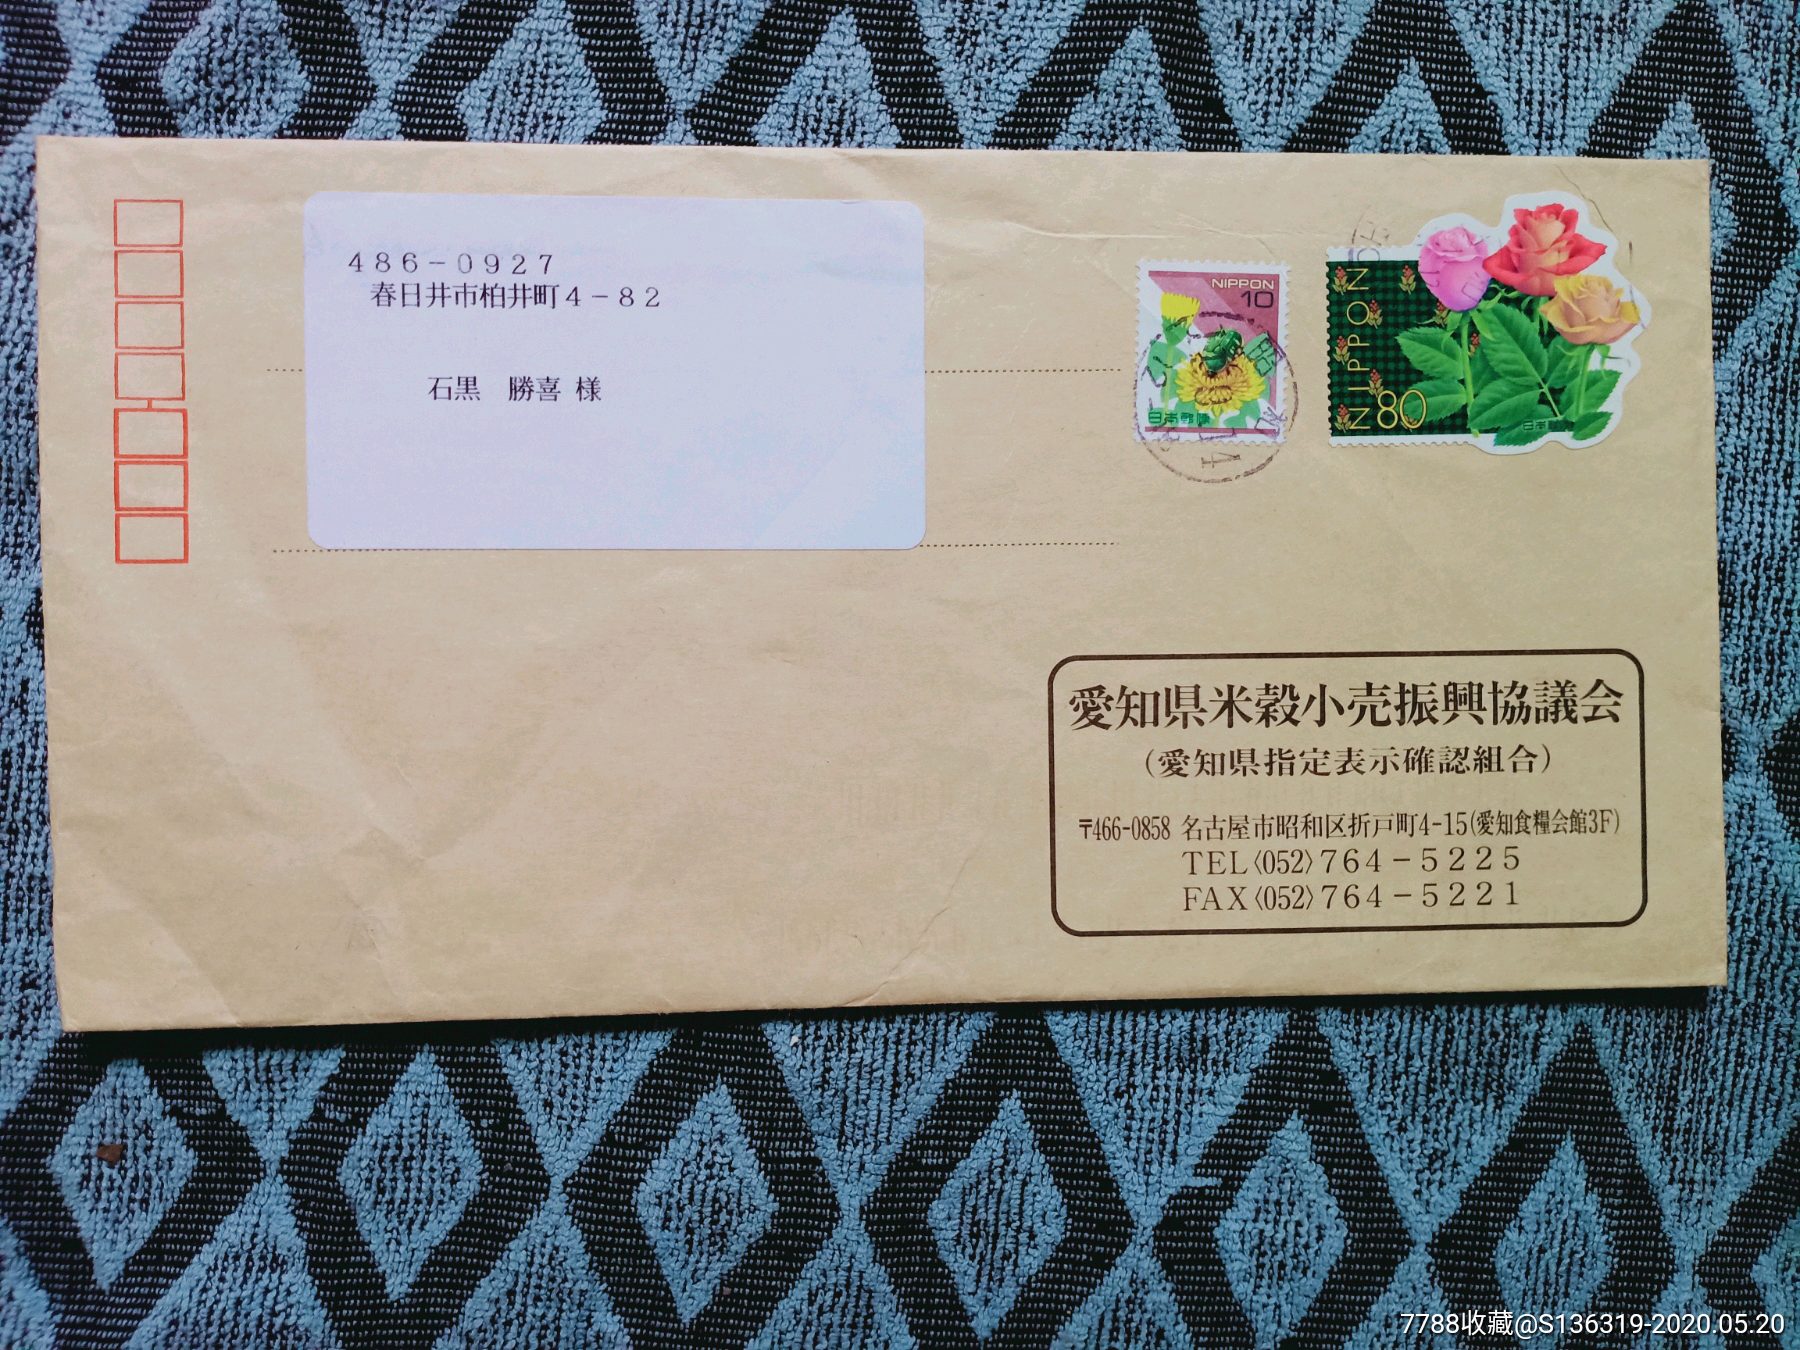 486-0927
春日井市柏井町4-82
石黒 勝喜 様
NIPPON
10
日本郵便
NIPPON
80
日本郵便
愛知県米穀小売振興協議会
(愛知県指定表示確認組合)
〒466-0858 名古屋市昭和区折戸町4-15(愛知食糧会館3F)
TEL〈052〉764-5225
FAX〈052〉764-5221
7788收藏@S136319-2020.05.20